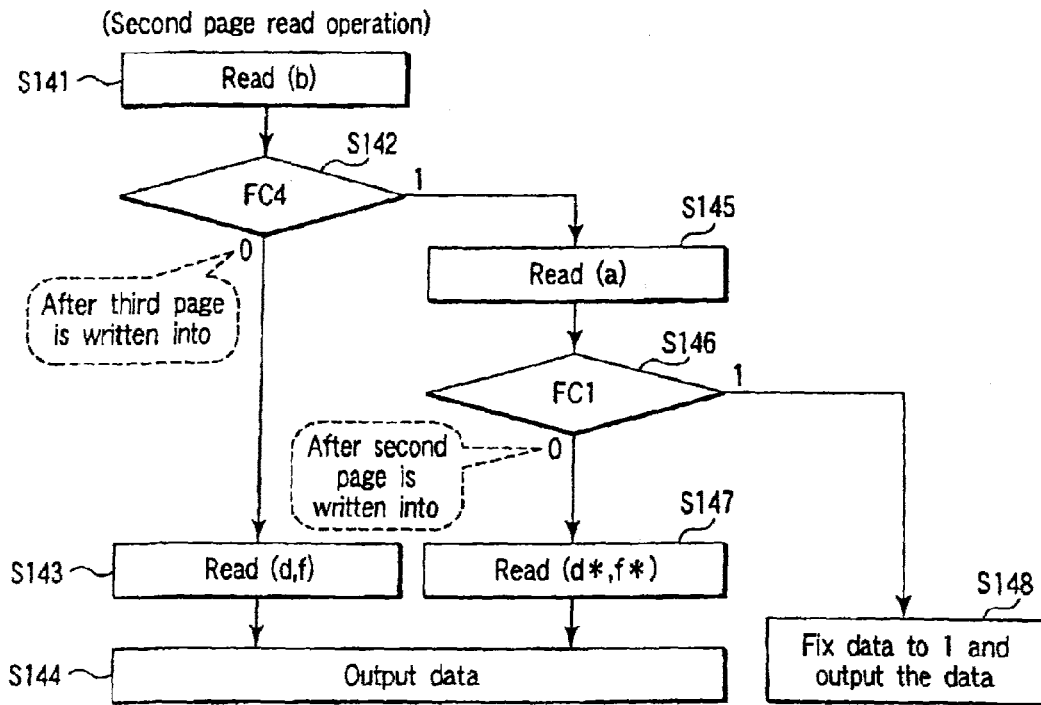 (Second page read operation)
S141
Read (b)
S142
FC4
1
0
After third page
is written into
S145
Read (a)
S146
FC1
1
0
After second
page is
written into
S143
Read (d,f)
S147
Read (d*,f*)
S144
Output data
S148
Fix data to 1 and
output the data